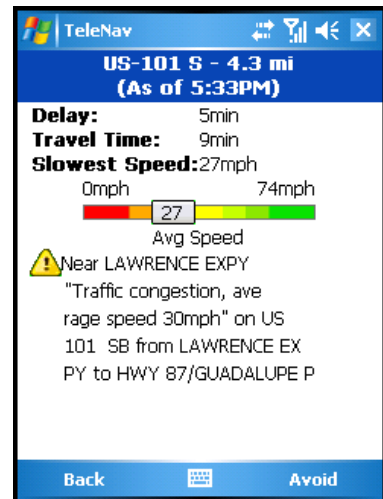 TeleNav
US-101 S - 4.3 mi
(As of 5:33PM)
Delay: 5min
Travel Time: 9min
Slowest Speed:27mph
0mph 74mph
27
Avg Speed
Near LAWRENCE EXPY
"Traffic congestion, ave
rage speed 30mph" on US
101 SB from LAWRENCE EX
PY to HWY 87/GUADALUPE P
Back Avoid